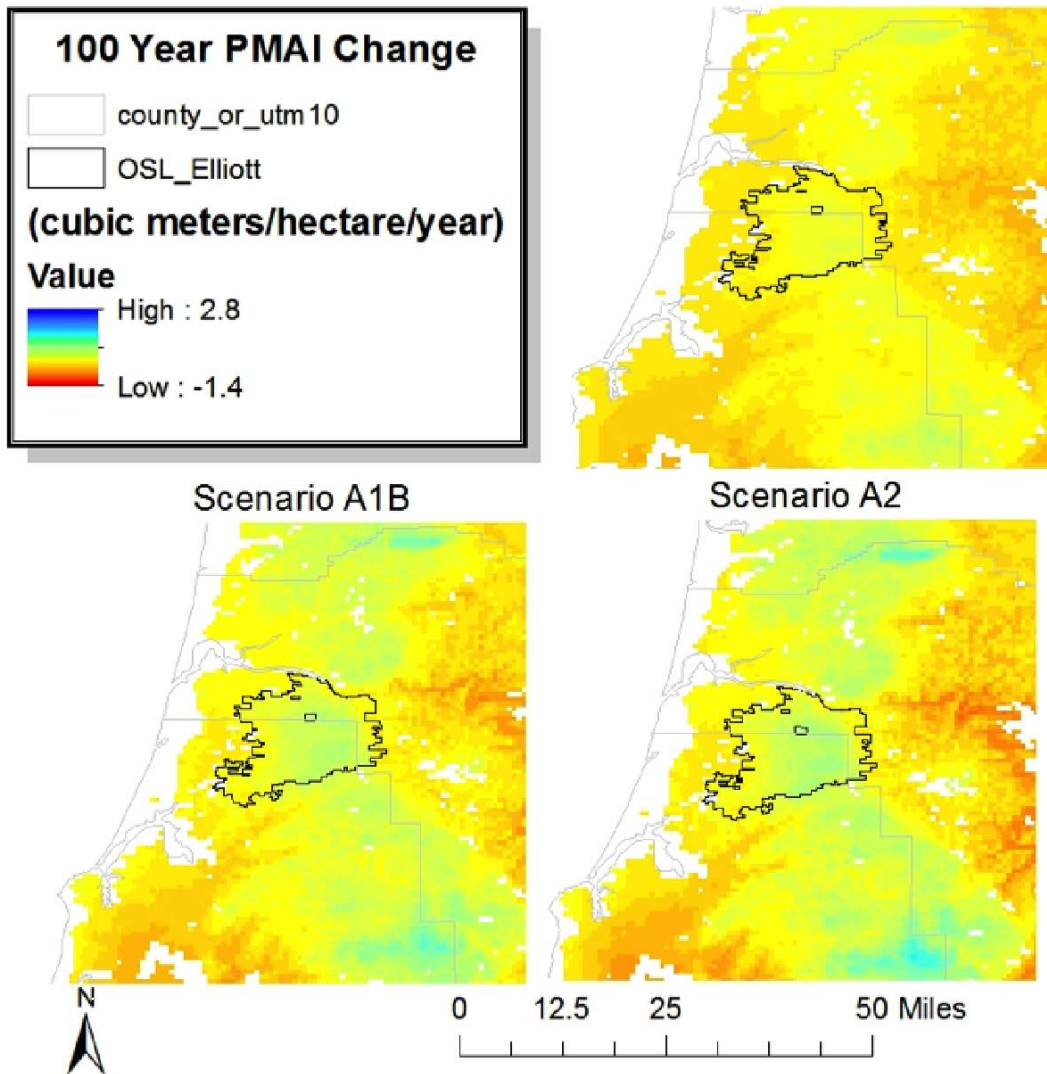 100 Year PMAI Change
county_or_utm10
OSL_Elliott
(cubic meters/hectare/year)
Value
High : 2.8
Low : -1.4
Scenario A1B
Scenario A2
N
0 12.5 25 50 Miles